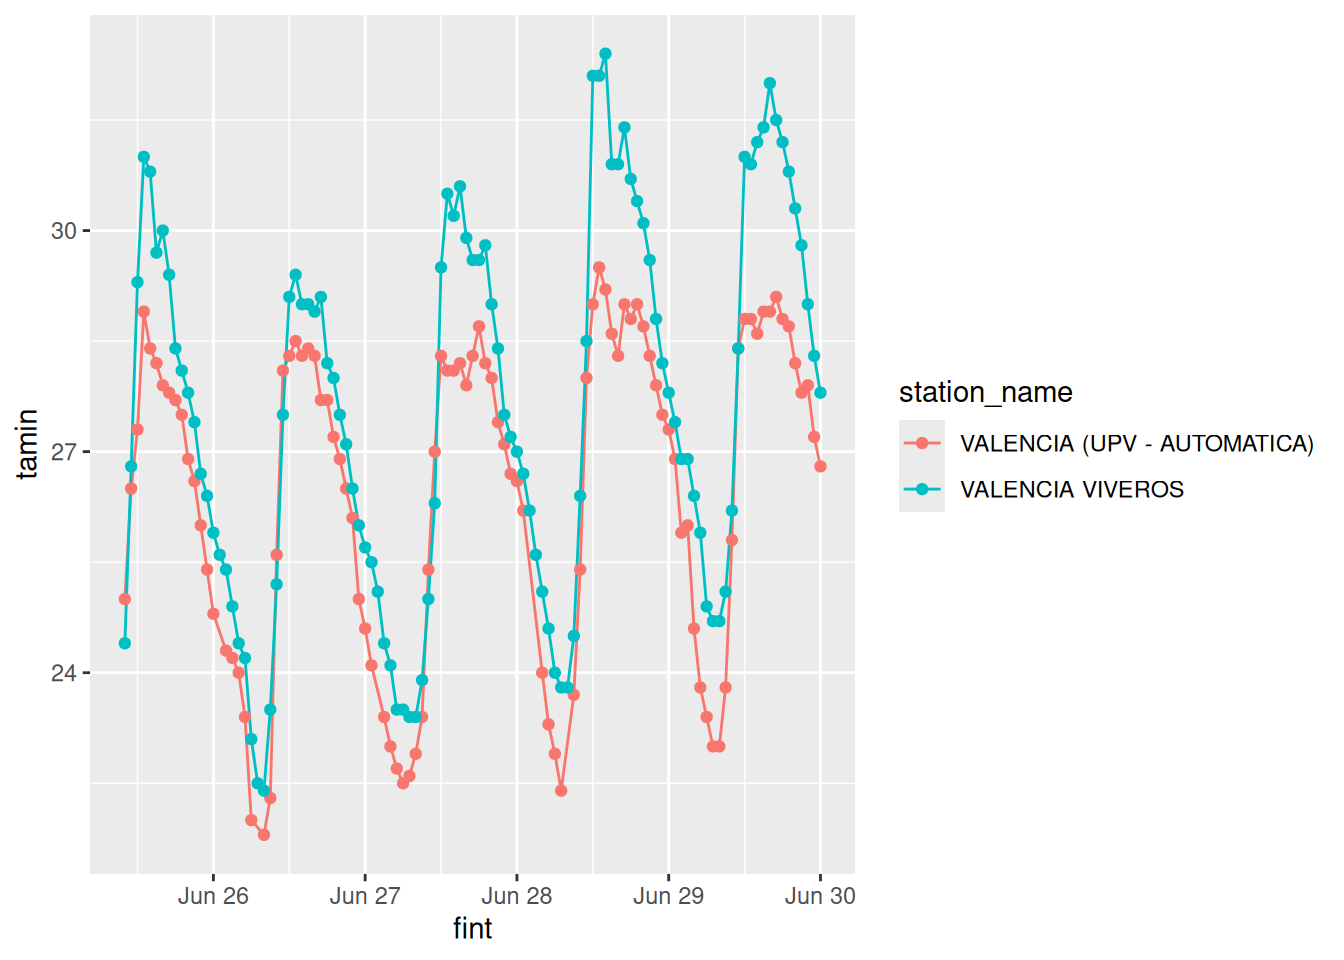 30
27
24
tamin
Jun 26
Jun 27
Jun 28
Jun 29
Jun 30
fint
station_name
VALENCIA (UPV - AUTOMATICA)
VALENCIA VIVEROS